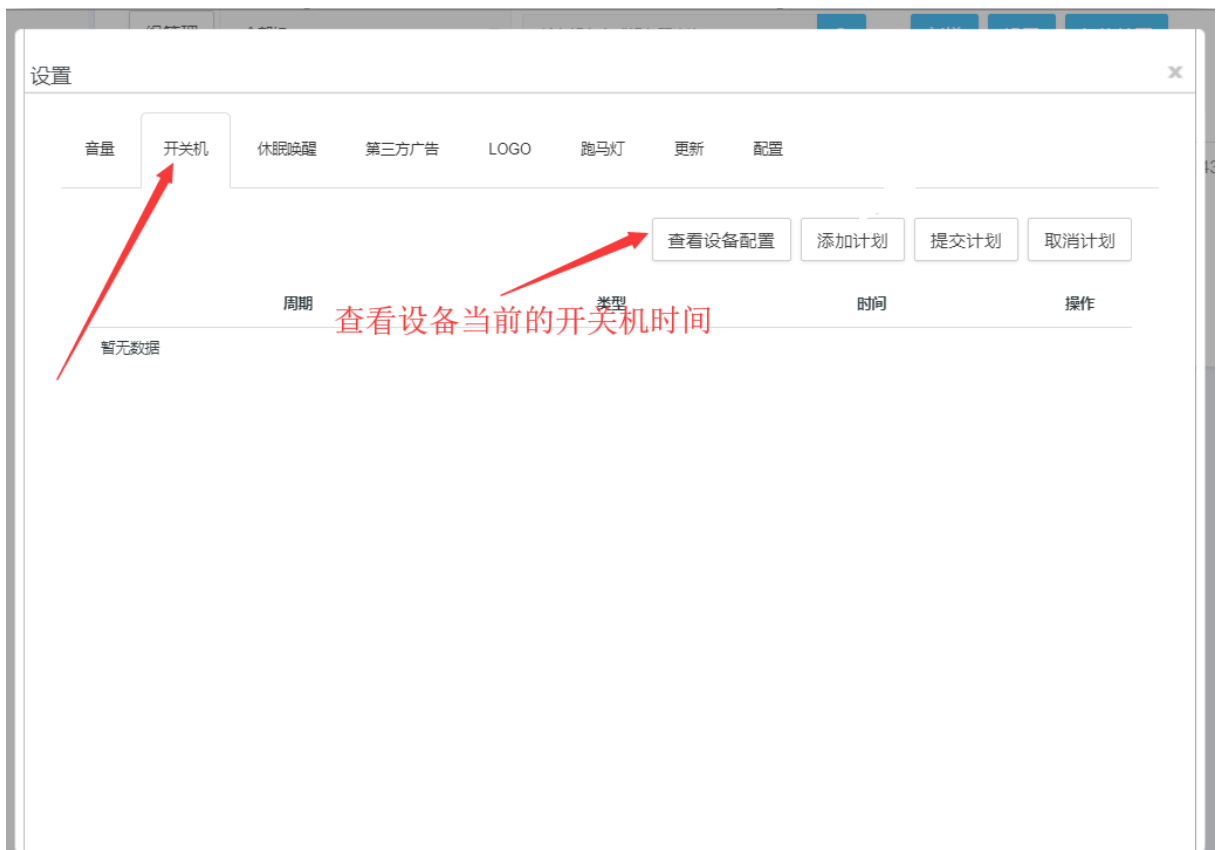 设置
音量 开关机 休眠唤醒 第三方广告 LOGO 跑马灯 更新 配置
查看设备配置 添加计划 提交计划 取消计划
周期 类型 时间 操作
查看设备当前的开关机时间
暂无数据